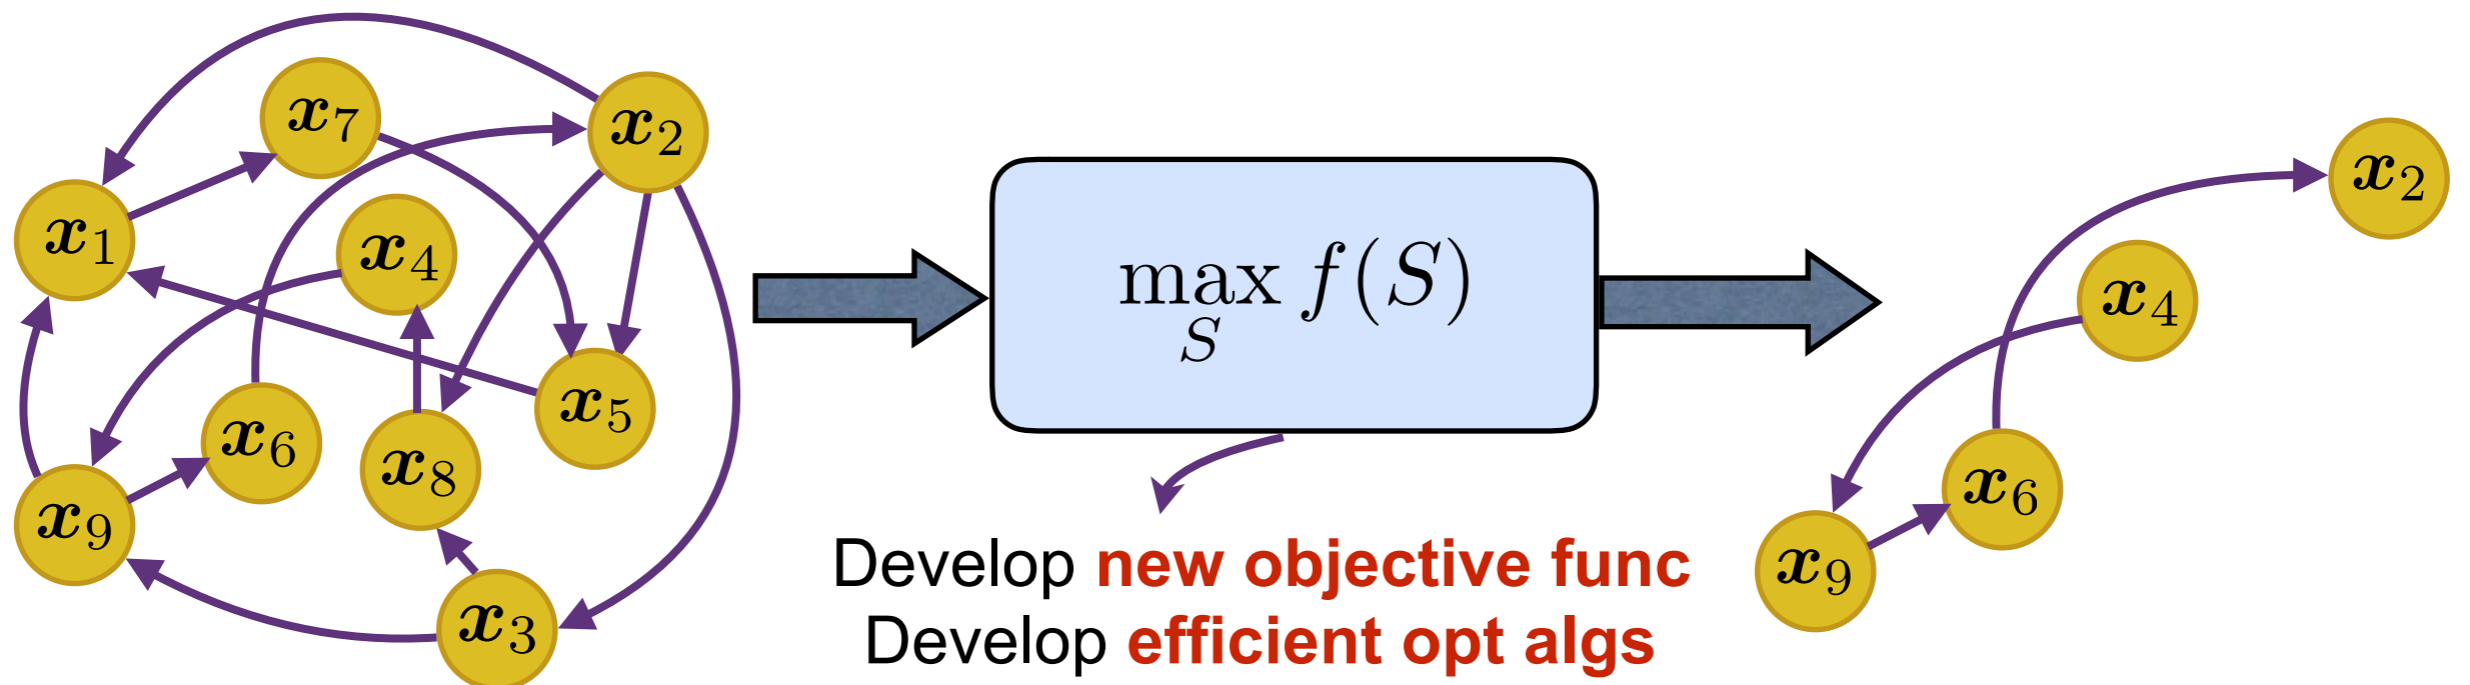 x₇
x₂
x₁
x₄
x₅
x₆
x₈
x₉
x₃
max f(S)
S
Develop new objective func
Develop efficient opt algs
x₂
x₄
x₆
x₉